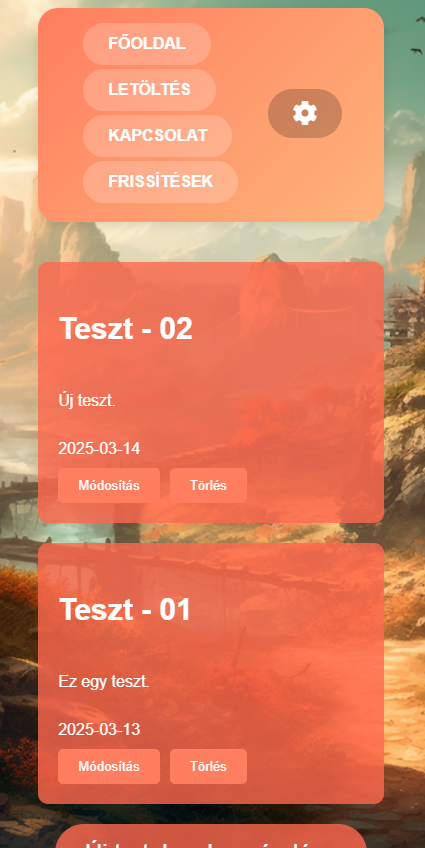 FŐOLDAL
LETÖLTÉS
KAPCSOLAT
FRISSÍTÉSEK
Teszt - 02
Új teszt.
2025-03-14
Módosítás Törlés
Teszt - 01
Ez egy teszt.
2025-03-13
Módosítás Törlés